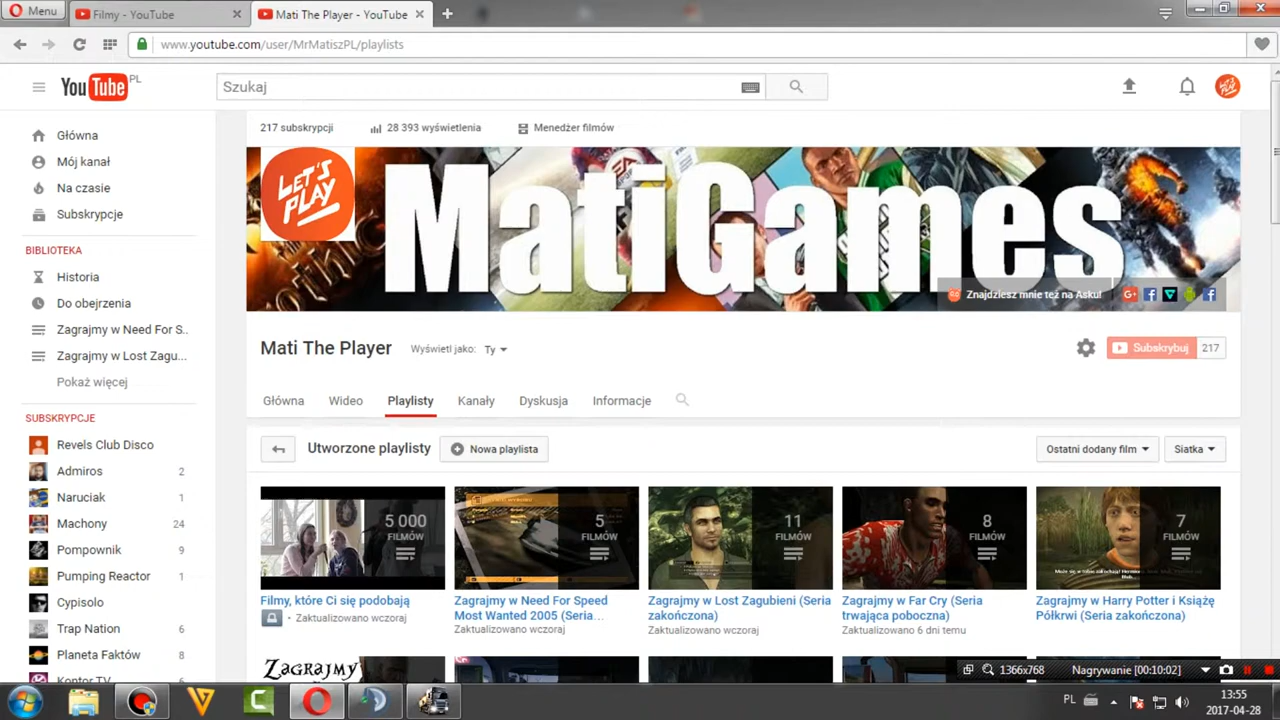 Menu
Filmy - YouTube
Mati The Player - YouTube
www.youtube.com/user/MrMatiszPL/playlists
YouTube PL
Szukaj
217 subskrypcji
28 393 wyświetlenia
Menedżer filmów
Główna
Mój kanał
Na czasie
Subskrypcje
BIBLIOTEKA
Historia
Do obejrzenia
Zagrajmy w Need For S..
Zagrajmy w Lost Zagu...
Pokaż więcej
SUBSKRYPCJE
Revels Club Disco
Admiros 2
Naruciak 1
Machony 24
Pompownik 9
Pumping Reactor 1
Cypisolo
Trap Nation 6
Planeta Faktów 8
Kontor TV
LET'S
PLAY
MatiGames
Znajdziesz mnie też na Asku!
Mati The Player
Wyświetl jako: Ty
Subskrybuj 217
Główna
Wideo
Playlisty
Kanały
Dyskusja
Informacje
Utworzone playlisty
Nowa playlista
Ostatni dodany film
Siatka
5 000
FILMÓW
Filmy, które Ci się podobają
• Zaktualizowano wczoraj
5
FILMÓW
Zagrajmy w Need For Speed
Most Wanted 2005 (Seria...
Zaktualizowano wczoraj
11
FILMÓW
Zagrajmy w Lost Zagubieni (Seria
zakończona)
Zaktualizowano wczoraj
8
FILMÓW
Zagrajmy w Far Cry (Seria
trwająca poboczna)
Zaktualizowano 6 dni temu
7
FILMÓW
Zagrajmy w Harry Potter i Książę
Półkrwi (Seria zakończona)
ZAGRAJMY
1366x768
Nagrywanie [00:10:02]
PL
13:55
2017-04-28